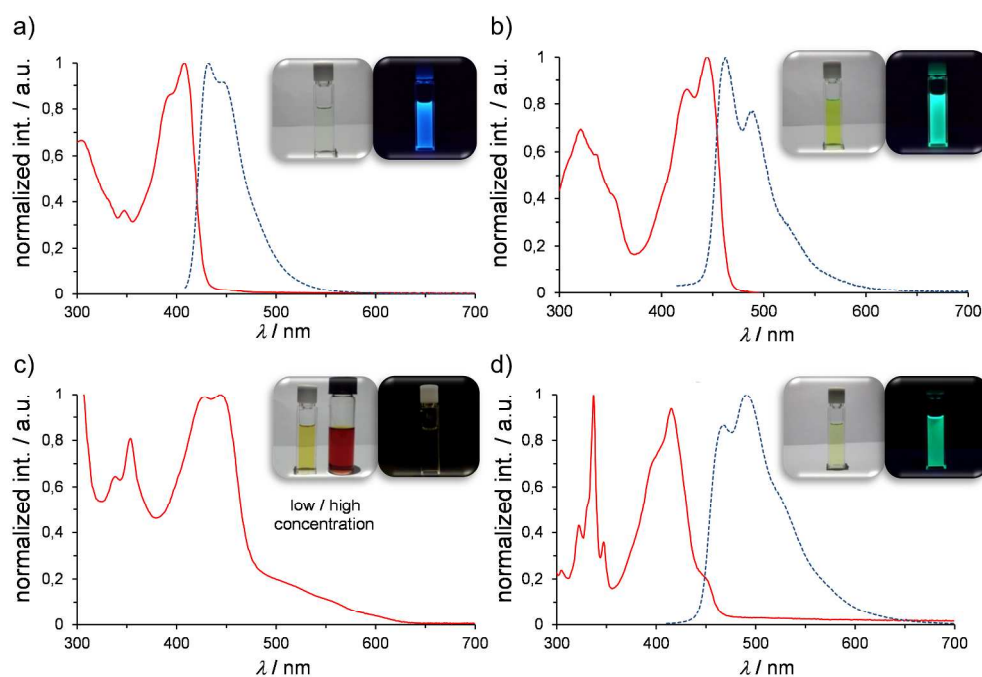 a)
normalized int. / a.u.
1
0,8
0,6
0,4
0,2
0
300 400 500 600 700
λ / nm
b)
normalized int. / a.u.
1
0,8
0,6
0,4
0,2
0
300 400 500 600 700
λ / nm
c)
normalized int. / a.u.
1
0,8
0,6
0,4
0,2
0
300 400 500 600 700
λ / nm
low / high
concentration
d)
normalized int. / a.u.
1
0,8
0,6
0,4
0,2
0
300 400 500 600 700
λ / nm